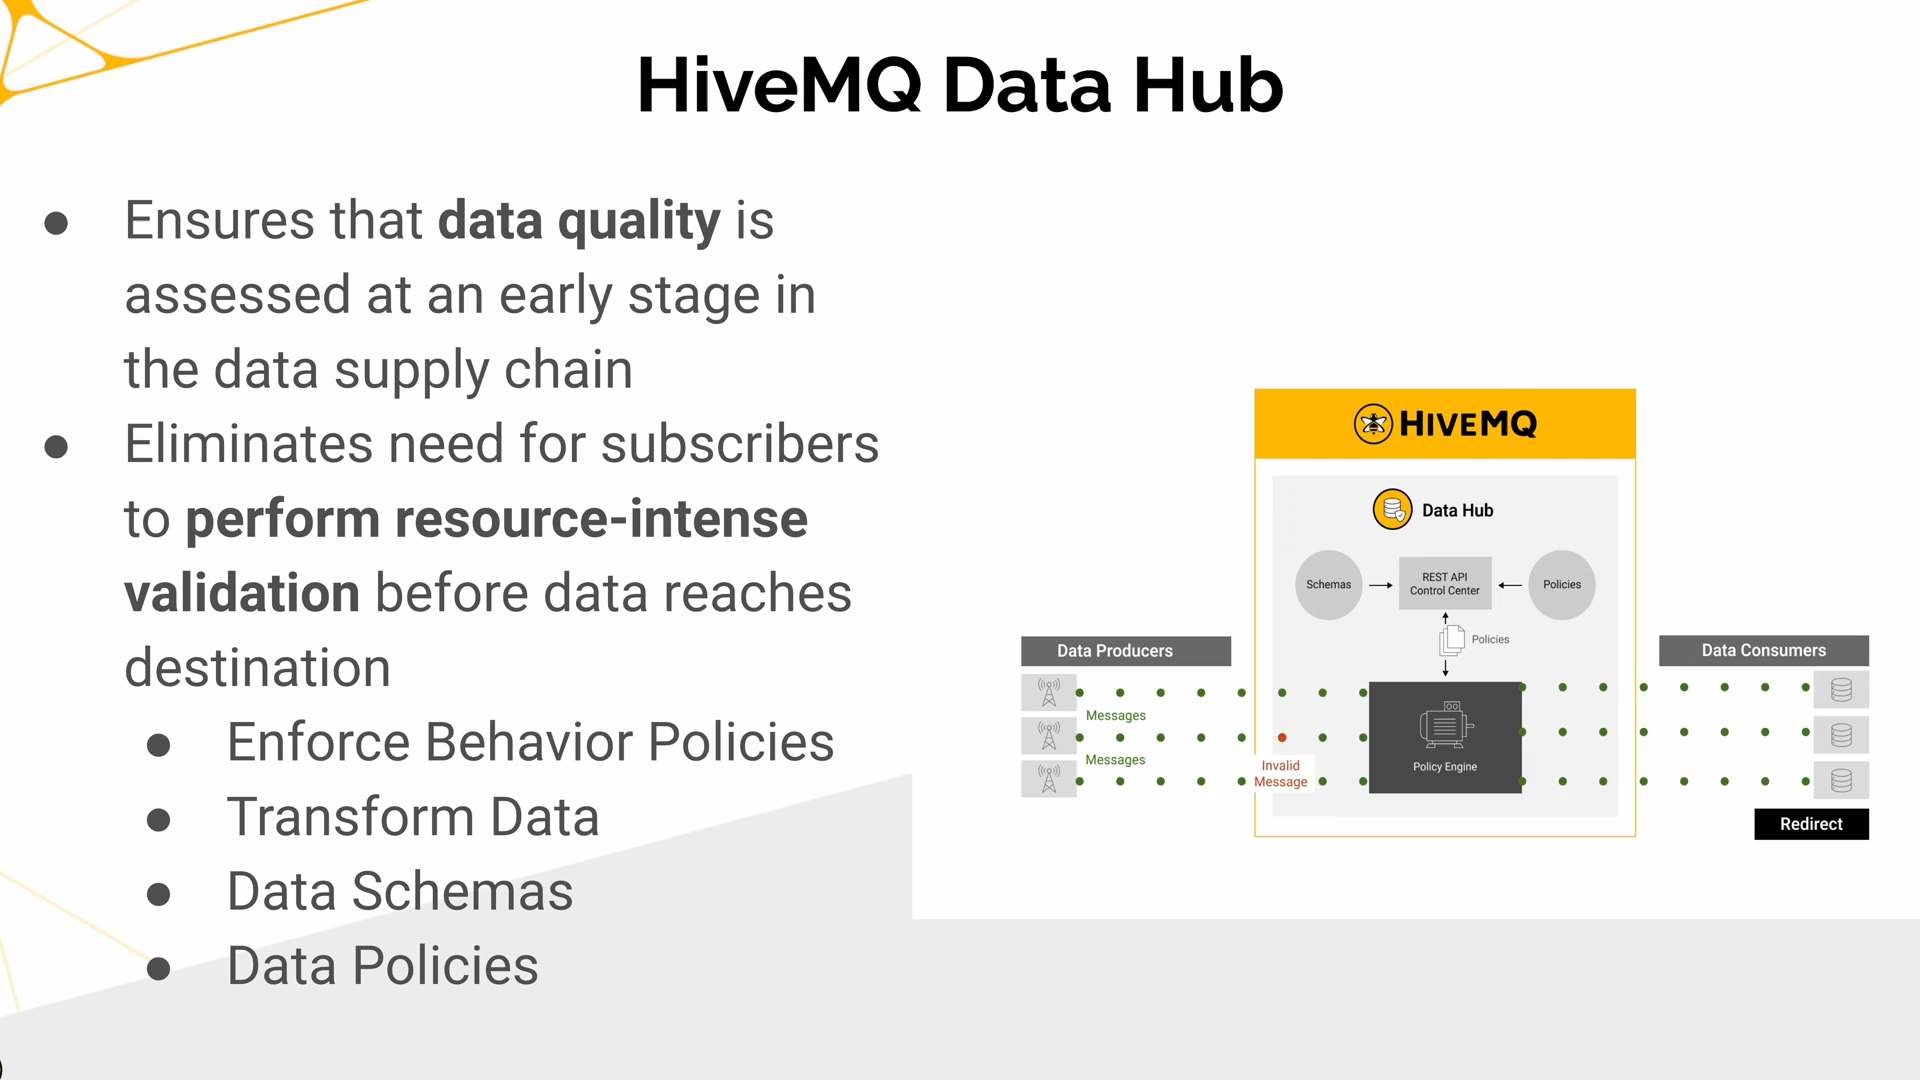 HiveMQ Data Hub
● Ensures that data quality is
assessed at an early stage in
the data supply chain
● Eliminates need for subscribers
to perform resource-intense
validation before data reaches
destination
● Enforce Behavior Policies
● Transform Data
● Data Schemas
● Data Policies
HIVEMQ
Data Hub
Schemas
REST API
Control Center
Policies
Policies
Data Producers
Data Consumers
Messages
Messages
Invalid
Message
Policy Engine
Redirect